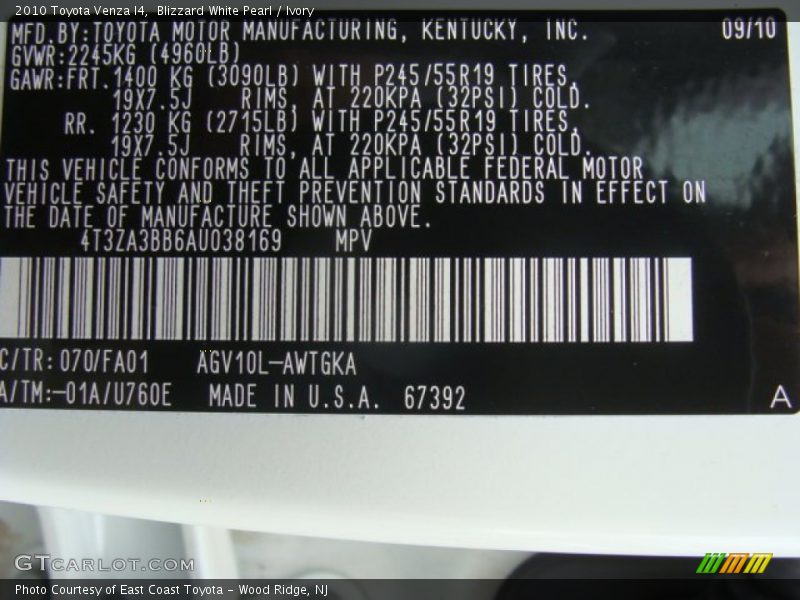 2010 Toyota Venza I4,  Blizzard White Pearl / Ivory
MFD.BY:TOYOTA MOTOR MANUFACTURING, KENTUCKY, INC. 09/10
GVWR:2245KG (4960LB)
GAWR:FRT.1400 KG (3090LB) WITH P245/55R19 TIRES,
19X7.5J RIMS, AT 220KPA (32PSI) COLD.
RR. 1230 KG (2715LB) WITH P245/55R19 TIRES,
19X7.5J RIMS, AT 220KPA (32PSI) COLD.
THIS VEHICLE CONFORMS TO ALL APPLICABLE FEDERAL MOTOR
VEHICLE SAFETY AND THEFT PREVENTION STANDARDS IN EFFECT ON
THE DATE OF MANUFACTURE SHOWN ABOVE.
4T3ZA3BB6AU038169 MPV
C/TR:070/FA01 AGV10L-AWTGKA
A/TM:-01A/U760E MADE IN U.S.A. 67392
A
GTCARLOT.COM
Photo Courtesy of East Coast Toyota - Wood Ridge, NJ